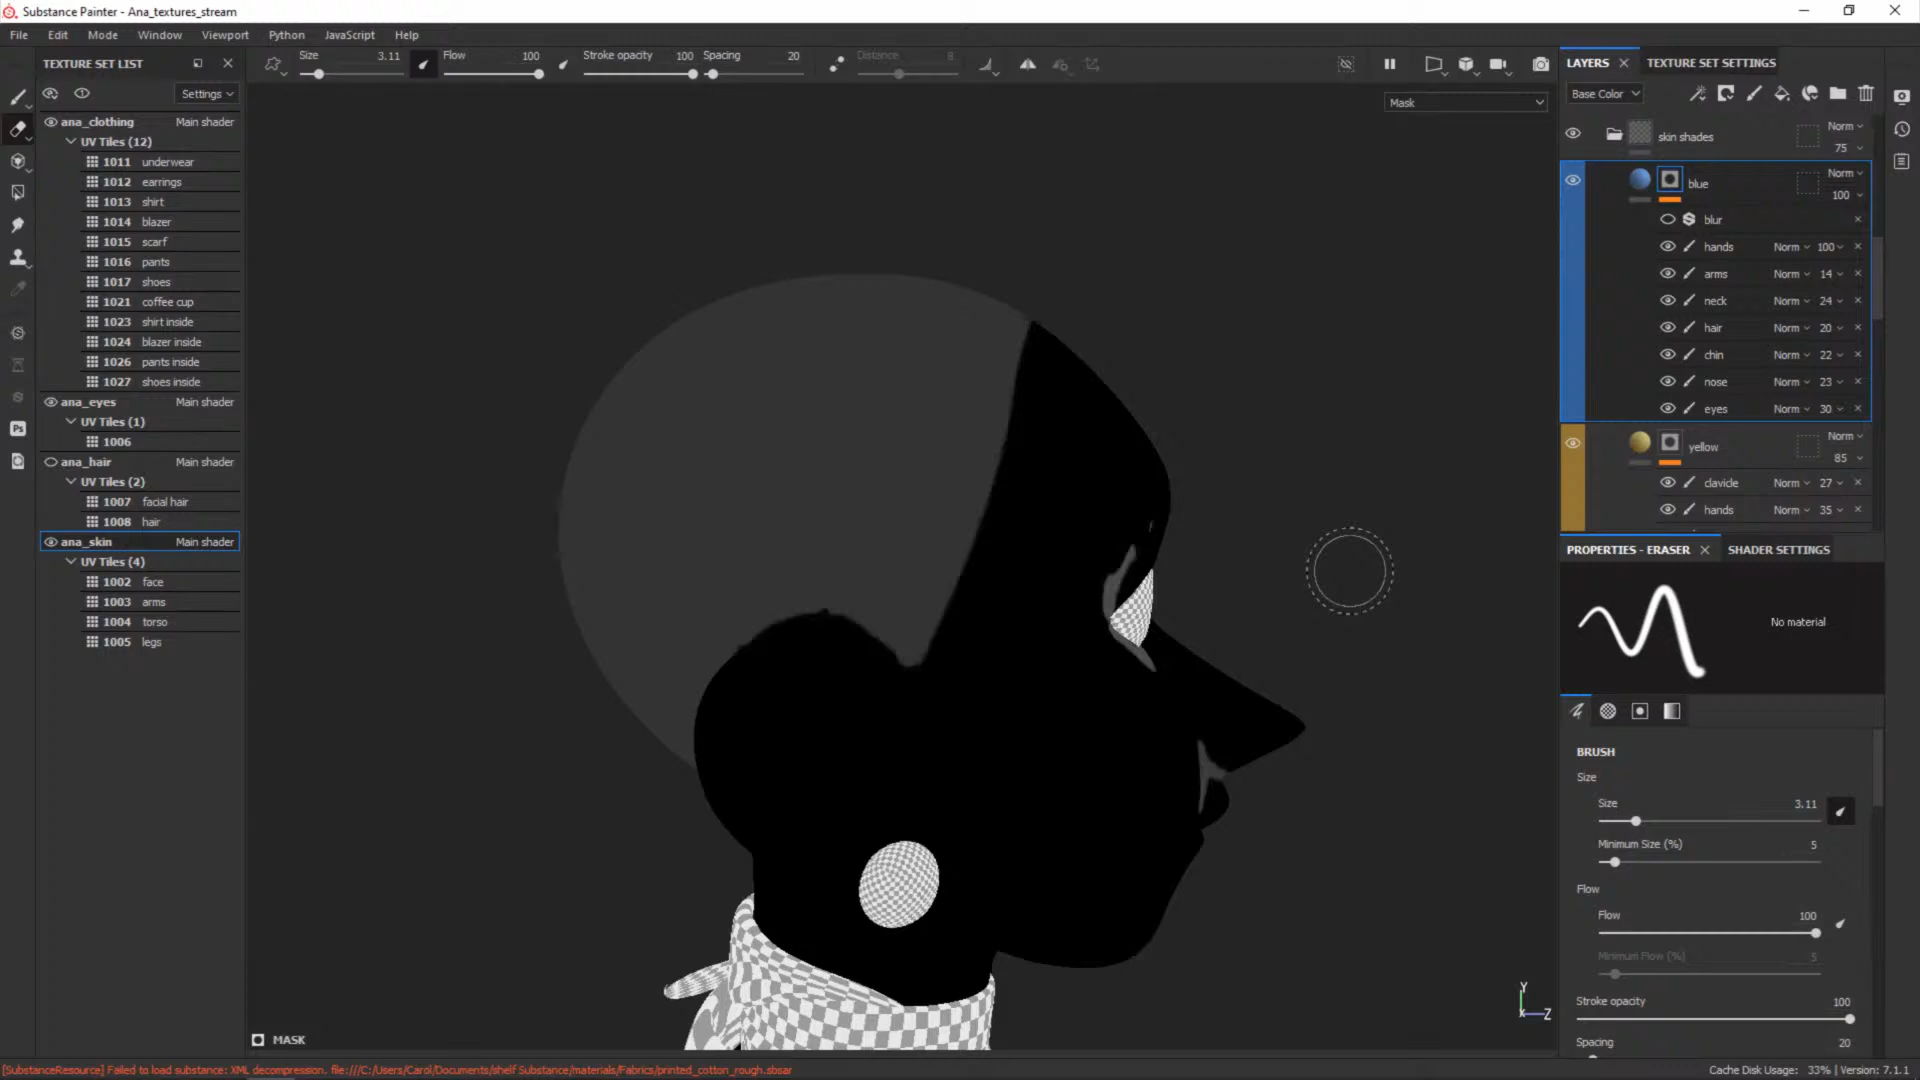 Substance Painter - Ana_textures_stream
File Edit Mode Window Viewport Python JavaScript Help
TEXTURE SET LIST
Size 3.11 Flow 100 Stroke opacity 100 Spacing 20 Distance 8
LAYERS TEXTURE SET SETTINGS
Settings
Mask
Base Color
ana_clothing Main shader
UV Tiles (12)
1011 underwear
1012 earrings
1013 shirt
1014 blazer
1015 scarf
1016 pants
1017 shoes
1021 coffee cup
1023 shirt inside
1024 blazer inside
1026 pants inside
1027 shoes inside
ana_eyes Main shader
UV Tiles (1)
1006
ana_hair Main shader
UV Tiles (2)
1007 facial hair
1008 hair
ana_skin Main shader
UV Tiles (4)
1002 face
1003 arms
1004 torso
1005 legs
Ps
skin shades Norm
75
blue Norm
100
blur
hands Norm 100
arms Norm 14
neck Norm 24
hair Norm 20
chin Norm 22
nose Norm 23
eyes Norm 30
yellow Norm
85
clavicle Norm 27
hands Norm 35
PROPERTIES - ERASER SHADER SETTINGS
No material
BRUSH
Size
Size 3.11
Minimum Size (%) 5
Flow
Flow 100
Minimum Flow (%) 5
Stroke opacity 100
Spacing 20
Y
X Z
MASK
[SubstanceResource] Failed to load substance: XML decompression. file:///C:/Users/Carol/Documents/shelf Substance/materials/Fabrics/printed_cotton_rough.sbsar
Cache Disk Usage: 33% | Version: 7.1.1